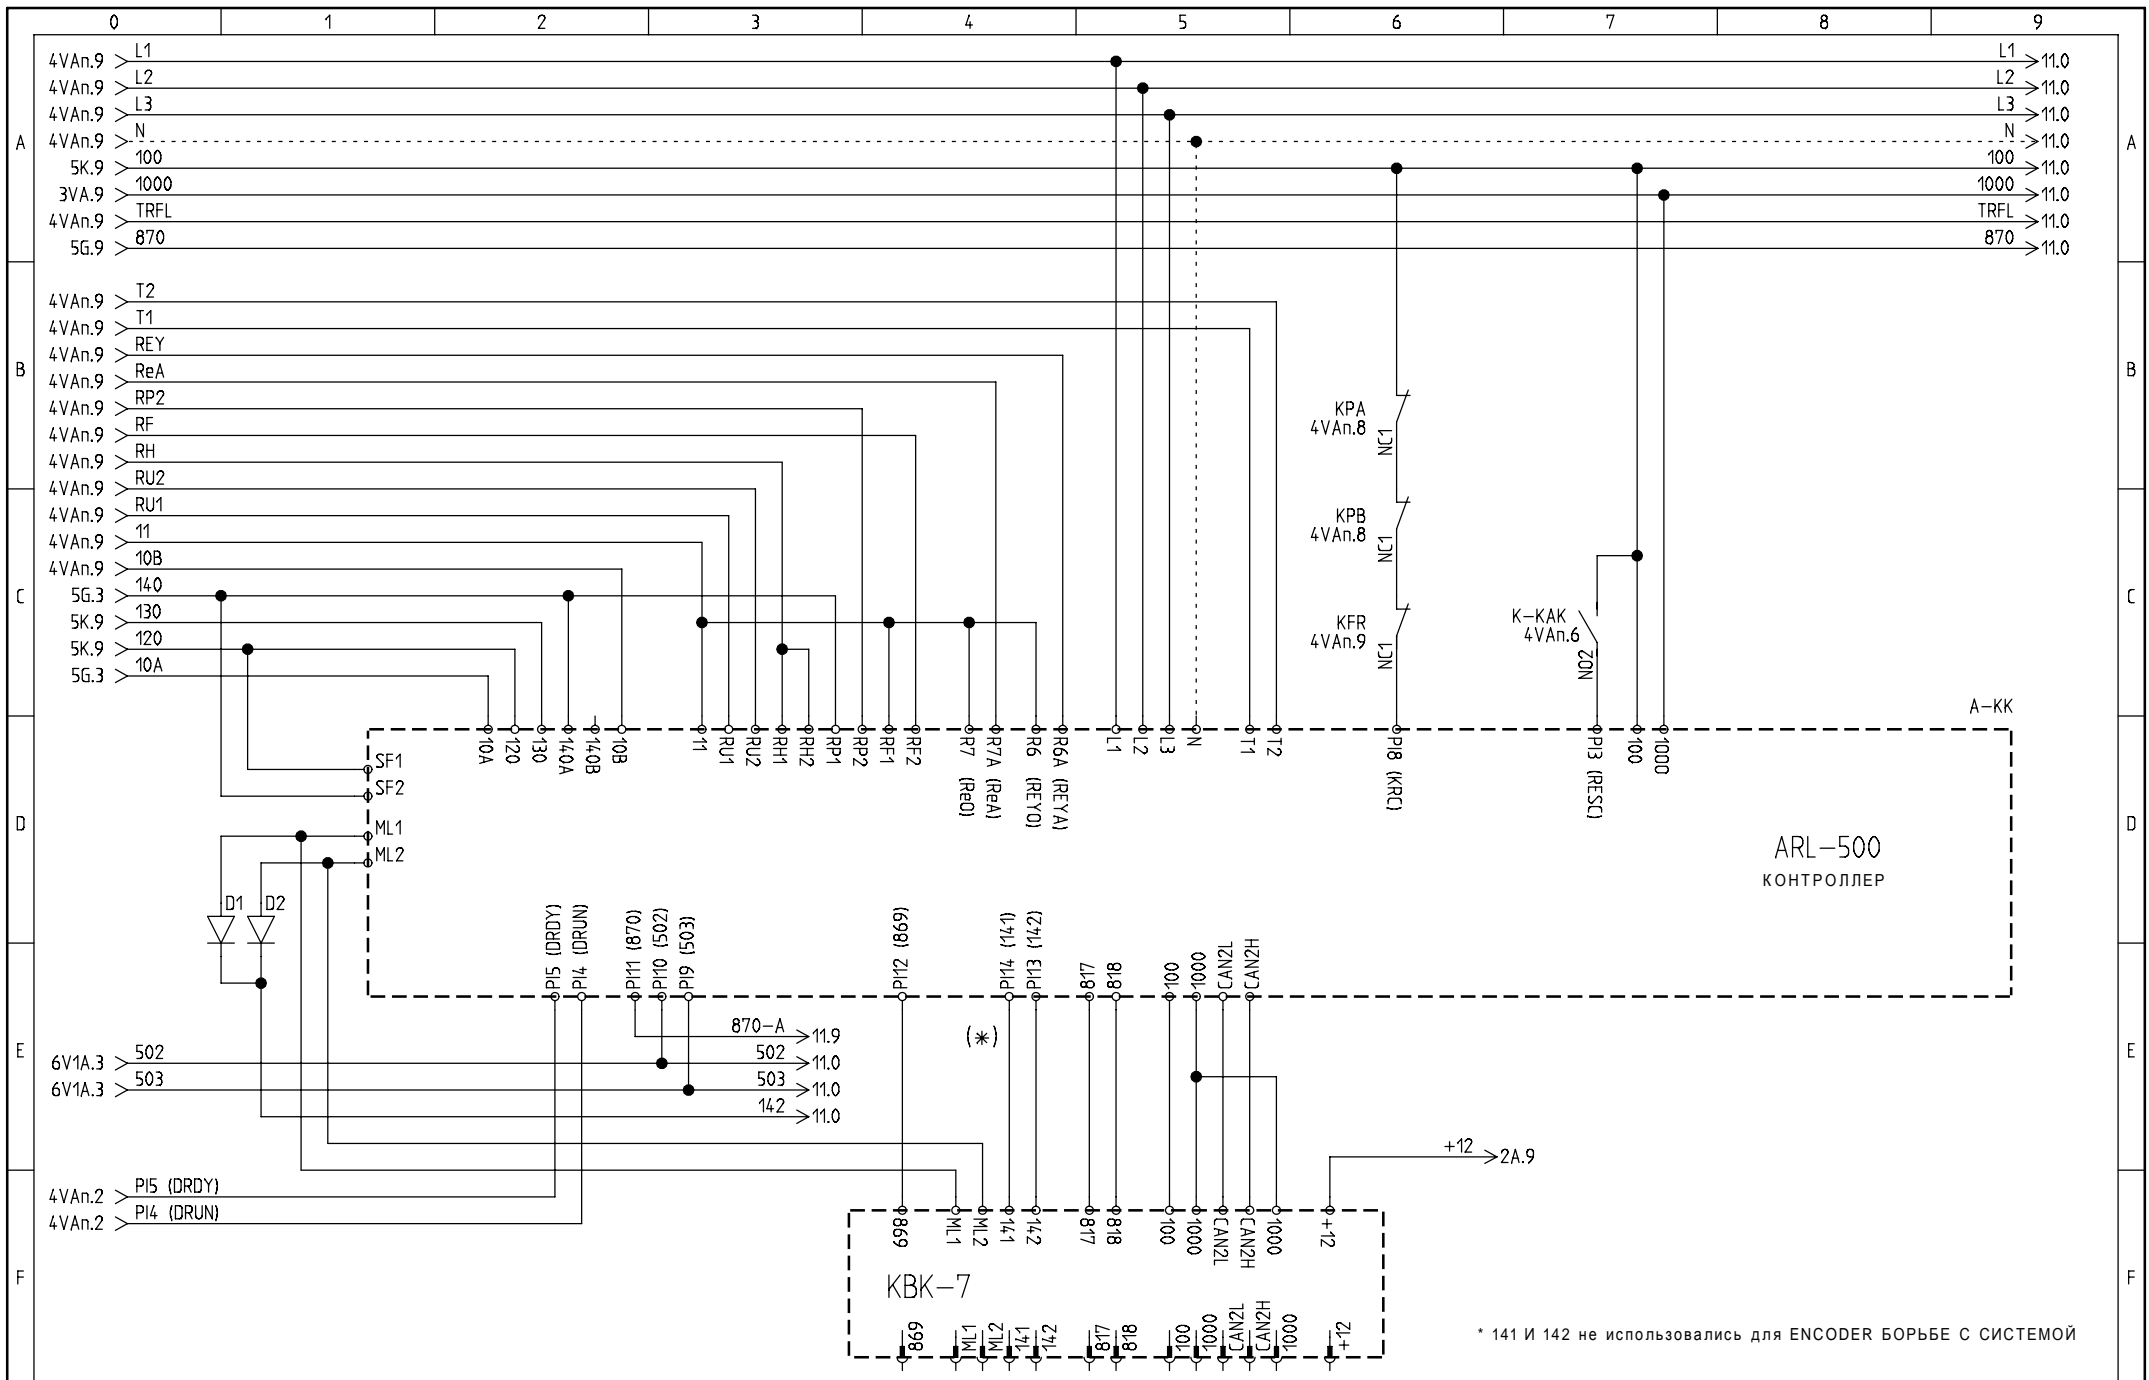 0 1 2 3 4 5 6 7 8 9
4VAn.9 L1 L1 11.0
4VAn.9 L2 L2 11.0
4VAn.9 L3 L3 11.0
A 4VAn.9 N N 11.0 A
5K.9 100 100 11.0
3VA.9 1000 1000 11.0
4VAn.9 TRFL TRFL 11.0
5G.9 870 870 11.0
4VAn.9 T2
4VAn.9 T1
4VAn.9 REY
B 4VAn.9 ReA B
4VAn.9 RP2
4VAn.9 RF
4VAn.9 RH
4VAn.9 RU2
4VAn.9 RU1
4VAn.9 11
4VAn.9 10B
C 5G.3 140 C
5K.9 130
5K.9 120
5G.3 10A
KPA
4VAn.8
NC1
KPB
4VAn.8
NC1
KFR
4VAn.9
NC1
K-KAK
4VAn.6
NO2
A-KK
10A
120
130
140A
140B
10B
11
RU1
RU2
RH1
RH2
RP1
RP2
RF1
RF2
R7 (ReO)
R7A (ReA)
R6 (REYO)
R6A (REYA)
L1
L2
L3
N
T1
T2
PI8 (KRC)
PI3 (RESC)
100
1000
SF1
SF2
ML1
ML2
D D
ARL-500
КОНТРОЛЛЕР
D1 D2
PI5 (DRDY)
PI4 (DRUN)
PI11 (870)
PI10 (502)
PI9 (503)
PI12 (869)
PI14 (141)
PI13 (142)
817
818
100
1000
CAN2L
CAN2H
870-A 11.9
(*)
E 6V1A.3 502 502 11.0 E
6V1A.3 503 503 11.0
142 11.0
+12 2A.9
4VAn.2 PI5 (DRDY)
4VAn.2 PI4 (DRUN)
869
ML1
ML2
141
142
817
818
100
1000
CAN2L
CAN2H
1000
+12
F KBK-7 F
869
ML1
ML2
141
142
817
818
100
1000
CAN2L
CAN2H
1000
+12
* 141 И 142 не использовались для ENCODER БОРЬБЕ С СИСТЕМОЙ